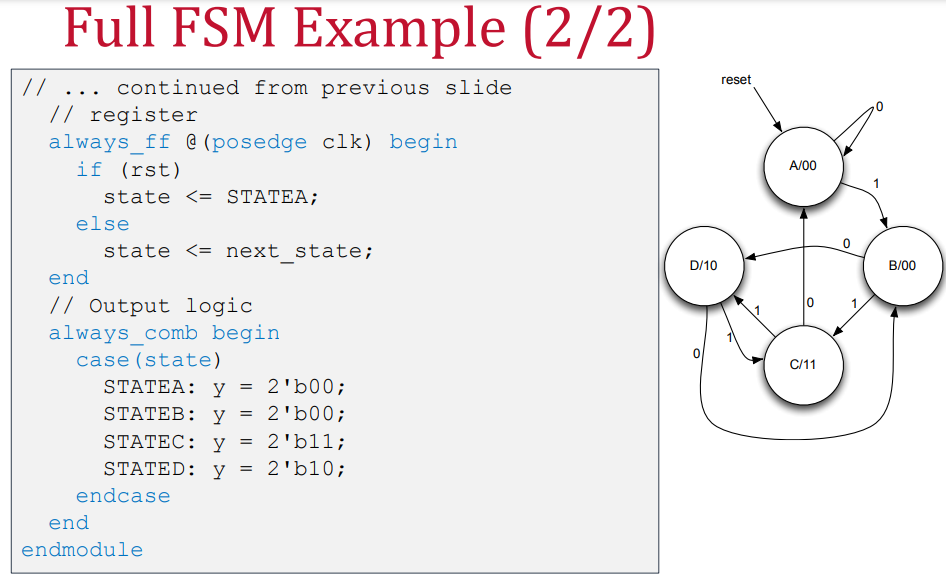 Full FSM Example (2/2)
// ... continued from previous slide
// register
always_ff @(posedge clk) begin
if (rst)
state <= STATEA;
else
state <= next_state;
end
// Output logic
always_comb begin
case(state)
STATEA: y = 2'b00;
STATEB: y = 2'b00;
STATEC: y = 2'b11;
STATED: y = 2'b10;
endcase
end
endmodule
reset
0
A/00
1
0
D/10
B/00
1
0
1
1
0
C/11